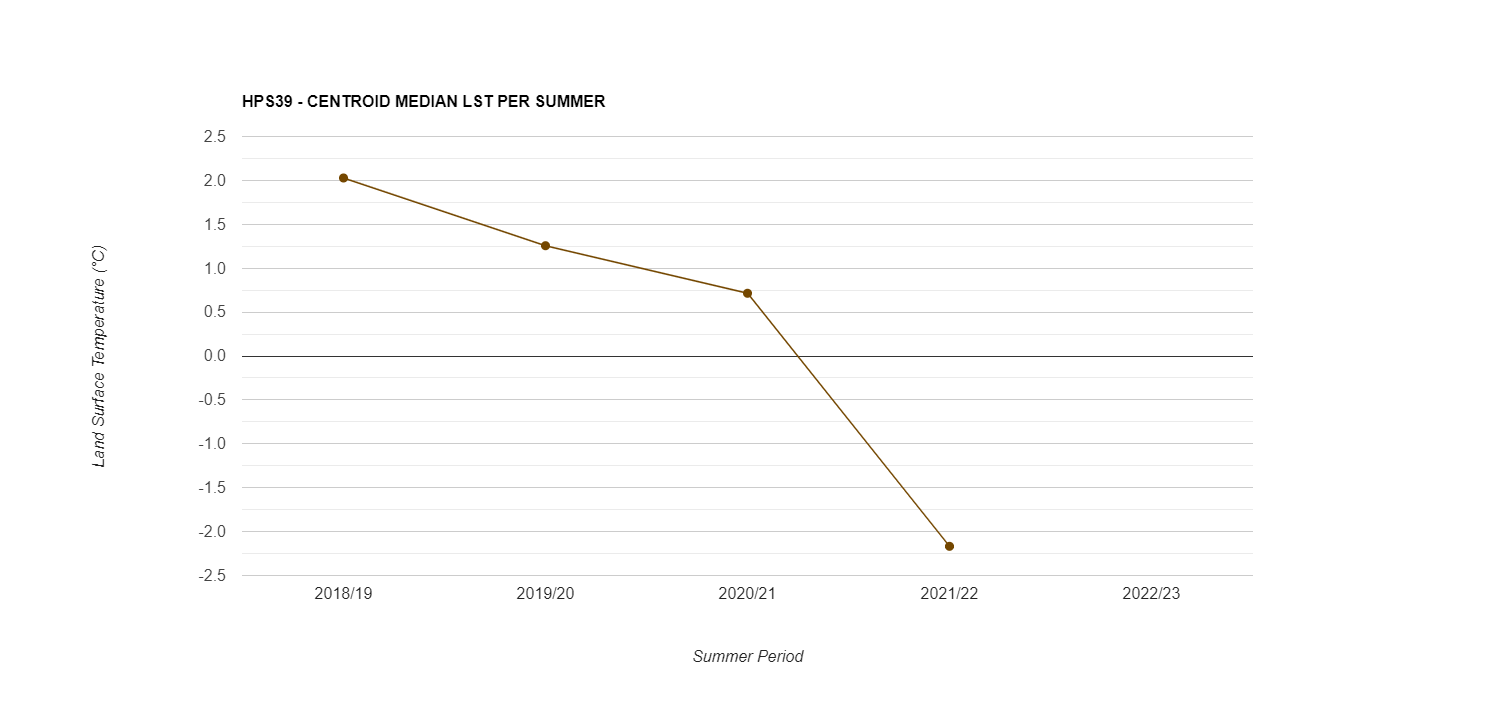 HPS39 - CENTROID MEDIAN LST PER SUMMER
Land Surface Temperature (°C)
2.5
2.0
1.5
1.0
0.5
0.0
-0.5
-1.0
-1.5
-2.0
-2.5
2018/19 2019/20 2020/21 2021/22 2022/23
Summer Period